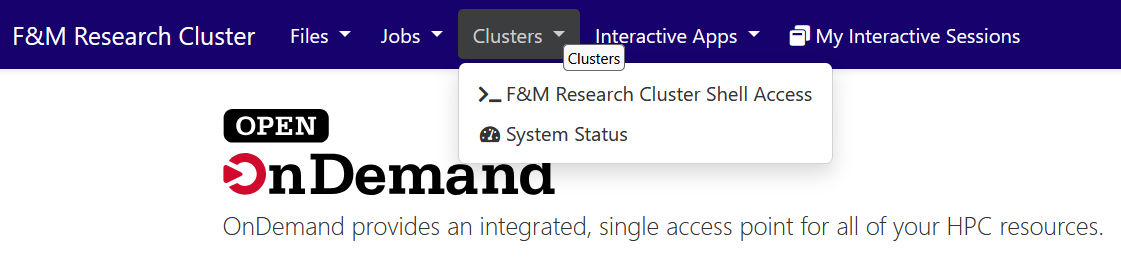 F&M Research Cluster Files Jobs Clusters Interactive Apps My Interactive Sessions
Clusters
F&M Research Cluster Shell Access
System Status
OPEN
OnDemand
OnDemand provides an integrated, single access point for all of your HPC resources.